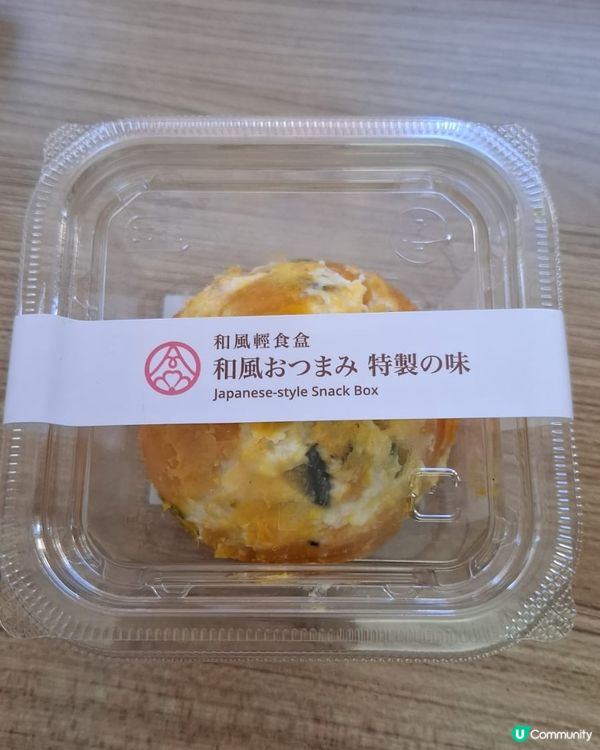 和風輕食盒
和風おつまみ 特製の味
Japanese-style Snack Box
U Community